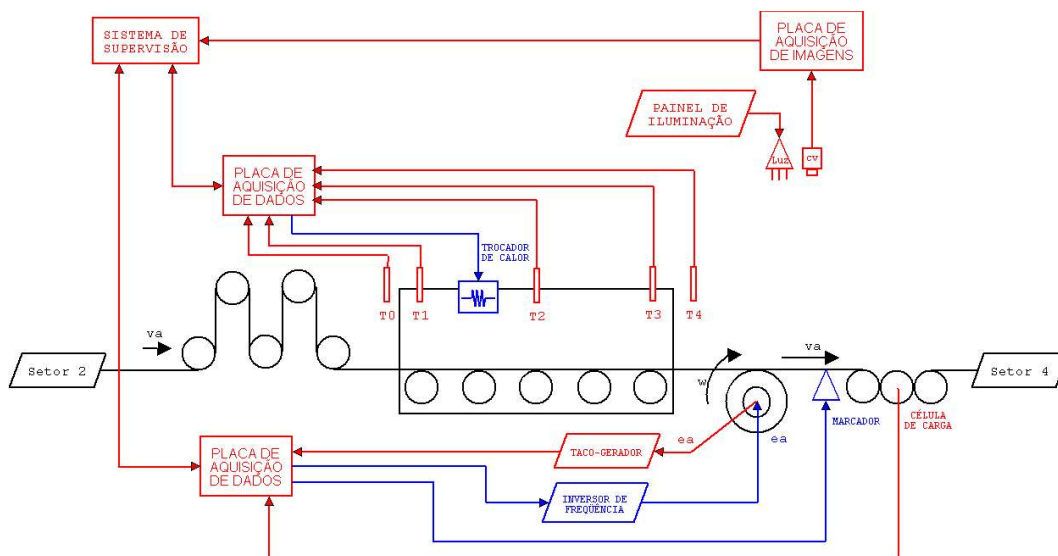 SISTEMA DE
SUPERVISÃO
PLACA DE
AQUISIÇÃO
DE IMAGENS
PAINEL DE
ILUMINAÇÃO
Luz
CV
PLACA DE
AQUISIÇÃO
DE DADOS
TROCADOR
DE CALOR
T0
T1
T2
T3
T4
va
Setor 2
w
va
Setor 4
MARCADOR
CÉLULA
DE CARGA
ea
ea
TACO-GERADOR
PLACA DE
AQUISIÇÃO
DE DADOS
INVERSOR DE
FREQÜÊNCIA